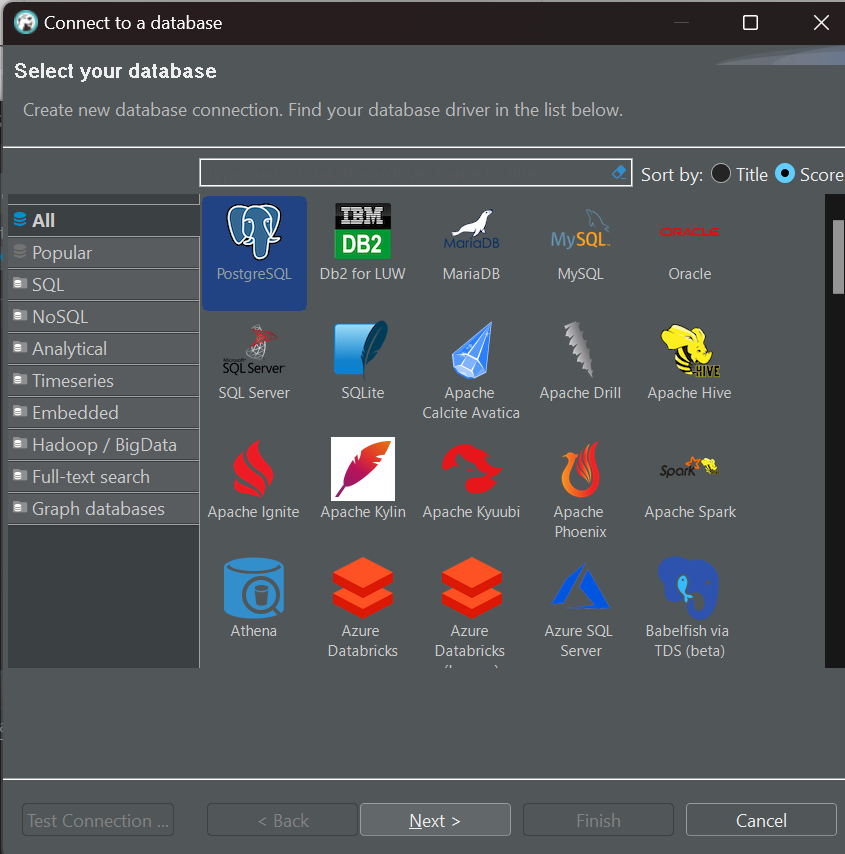 Connect to a database
Select your database
Create new database connection. Find your database driver in the list below.
Sort by: Title Score
All
Popular
SQL
NoSQL
Analytical
Timeseries
Embedded
Hadoop / BigData
Full-text search
Graph databases
IBM
DB2
MariaDB
MySQL
ORACLE
PostgreSQL
Db2 for LUW
MariaDB
MySQL
Oracle
Microsoft
SQL Server
HIVE
SQL Server
SQLite
Apache
Calcite Avatica
Apache Drill
Apache Hive
Spark
Apache Ignite
Apache Kylin
Apache Kyuubi
Apache
Phoenix
Apache Spark
Athena
Azure
Databricks
Azure
Databricks
Azure SQL
Server
Babelfish via
TDS (beta)
Test Connection ...
< Back
Next >
Finish
Cancel